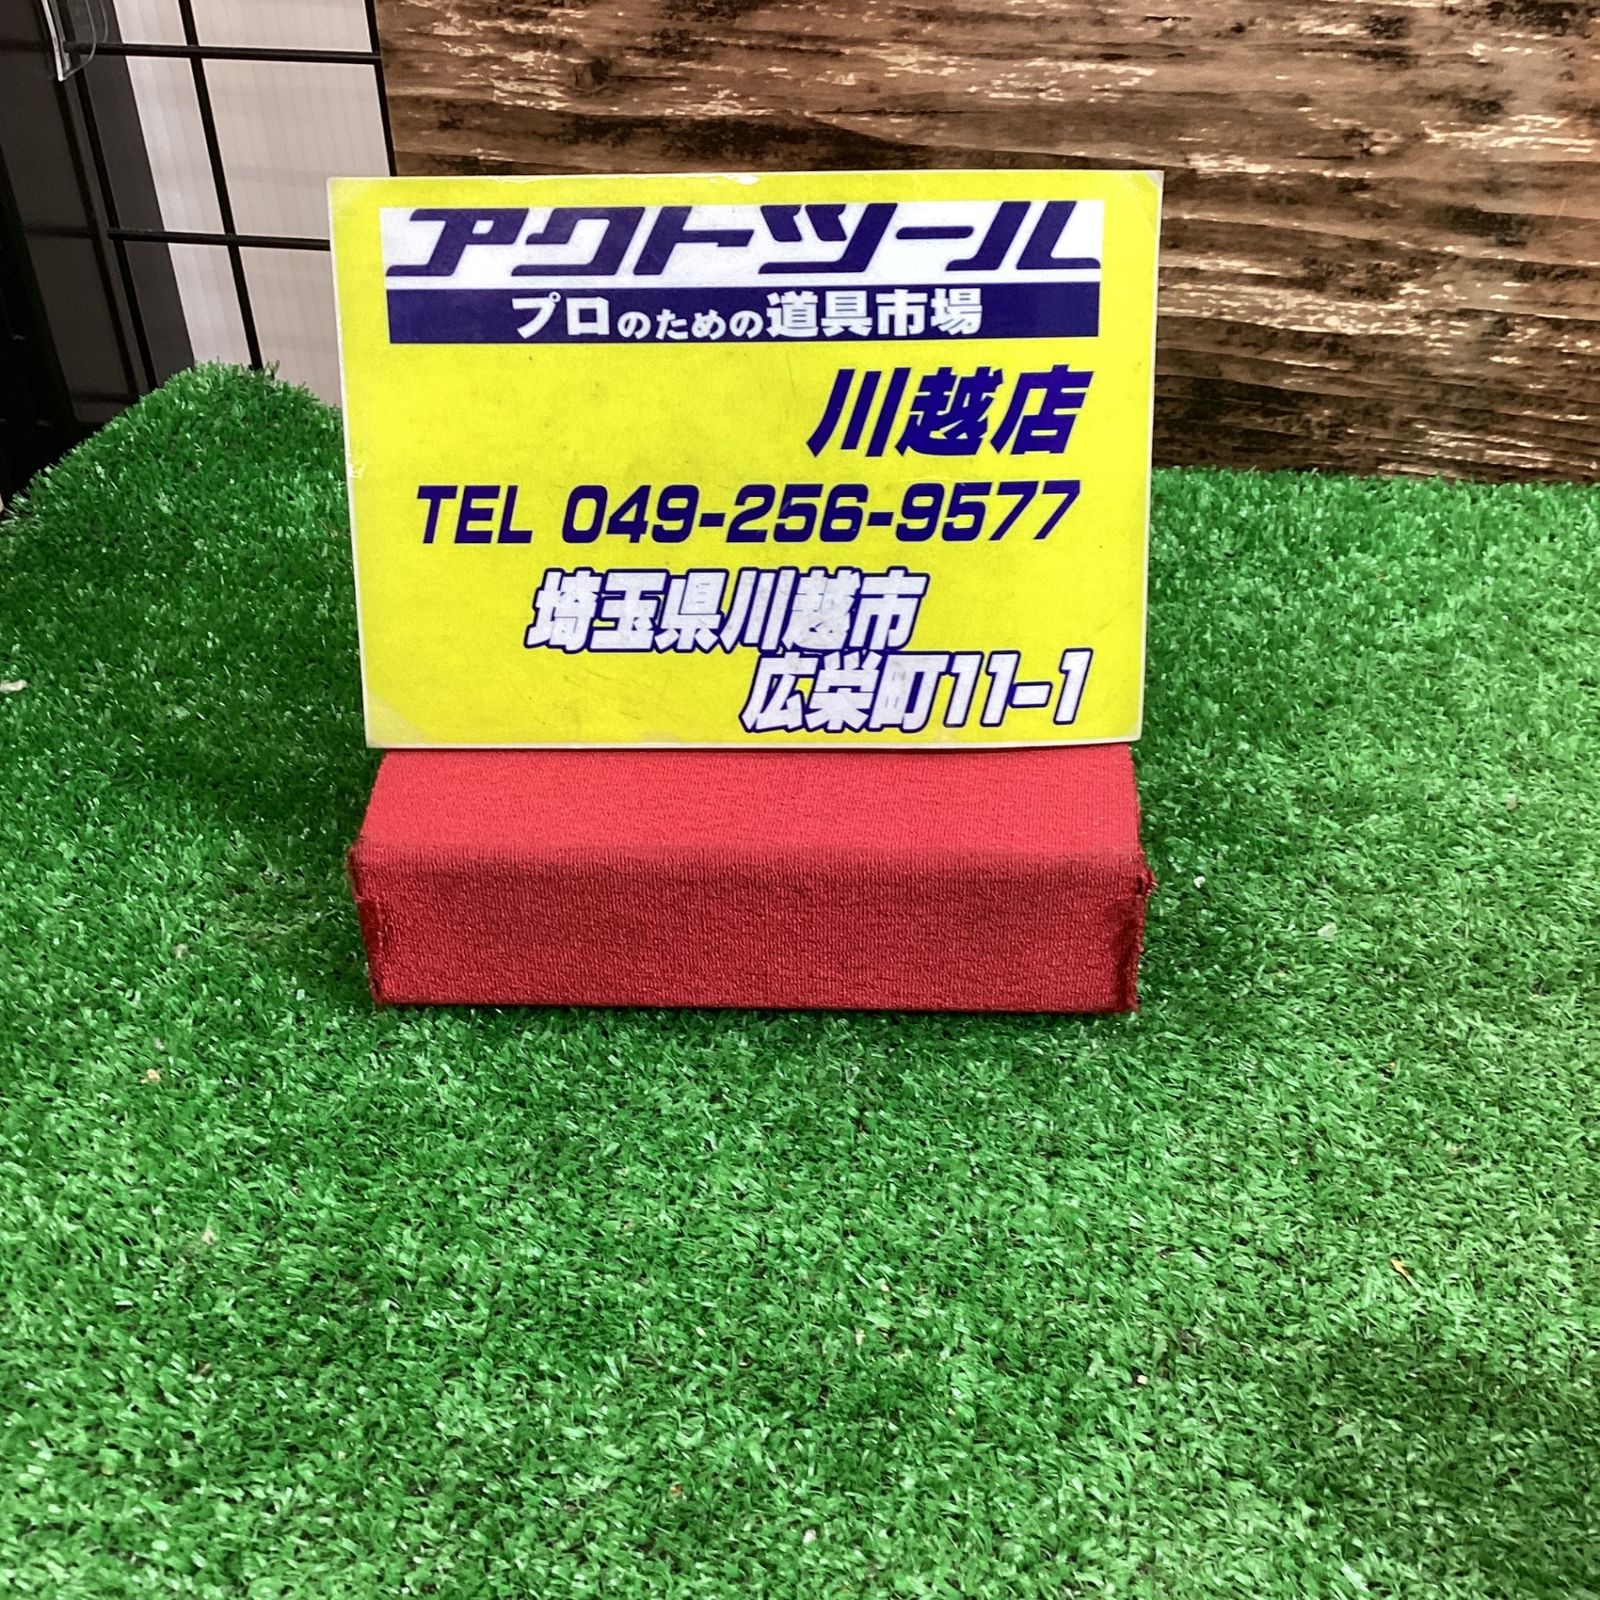 アクトツール
プロのための道具市場
川越店
TEL 049-256-9577
埼玉県川越市
広栄町11-1